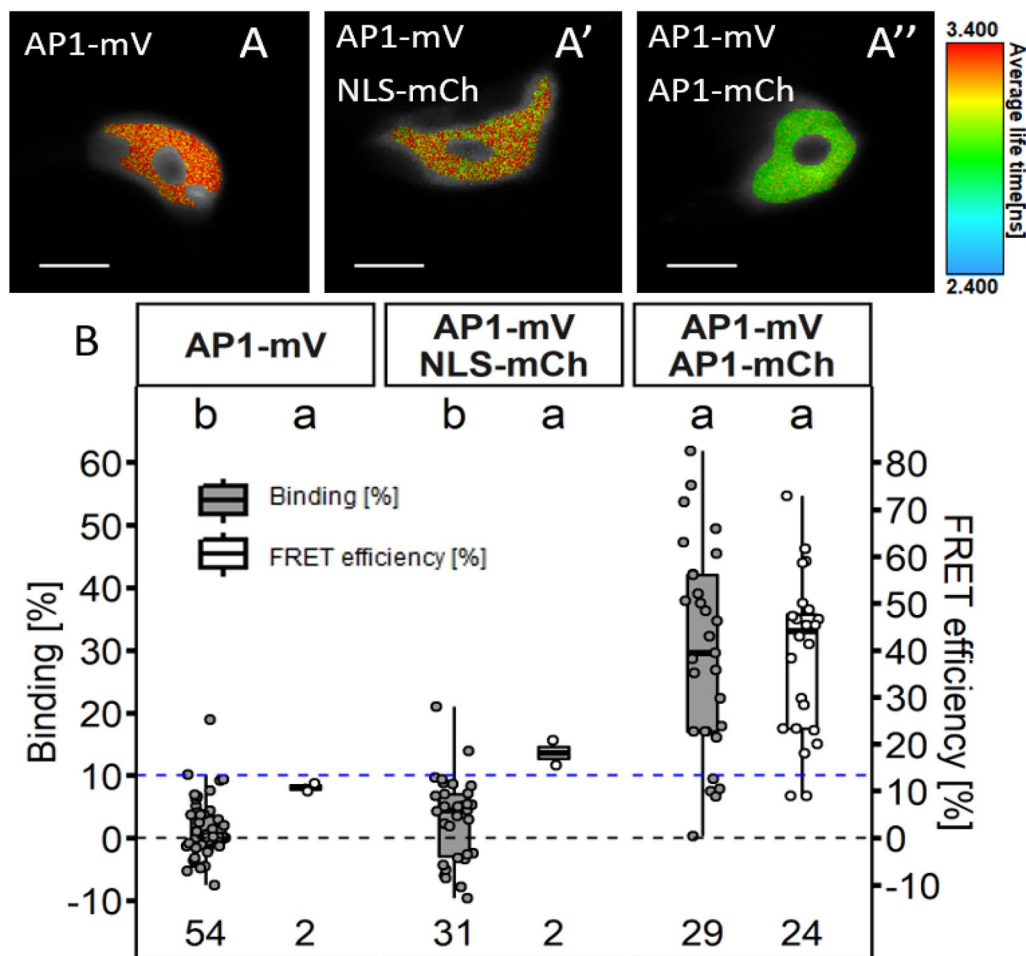 AP1-mV
A
AP1-mV
NLS-mCh
A’
AP1-mV
AP1-mCh
A’’
3.400
Average life time[ns]
2.400
B
AP1-mV
AP1-mV
NLS-mCh
AP1-mV
AP1-mCh
b a b a a a
Binding [%]
60
50
40
30
20
10
0
-10
Binding [%]
FRET efficiency [%]
80
70
60
50
40
30
20
10
0
-10
FRET efficiency [%]
54 2 31 2 29 24